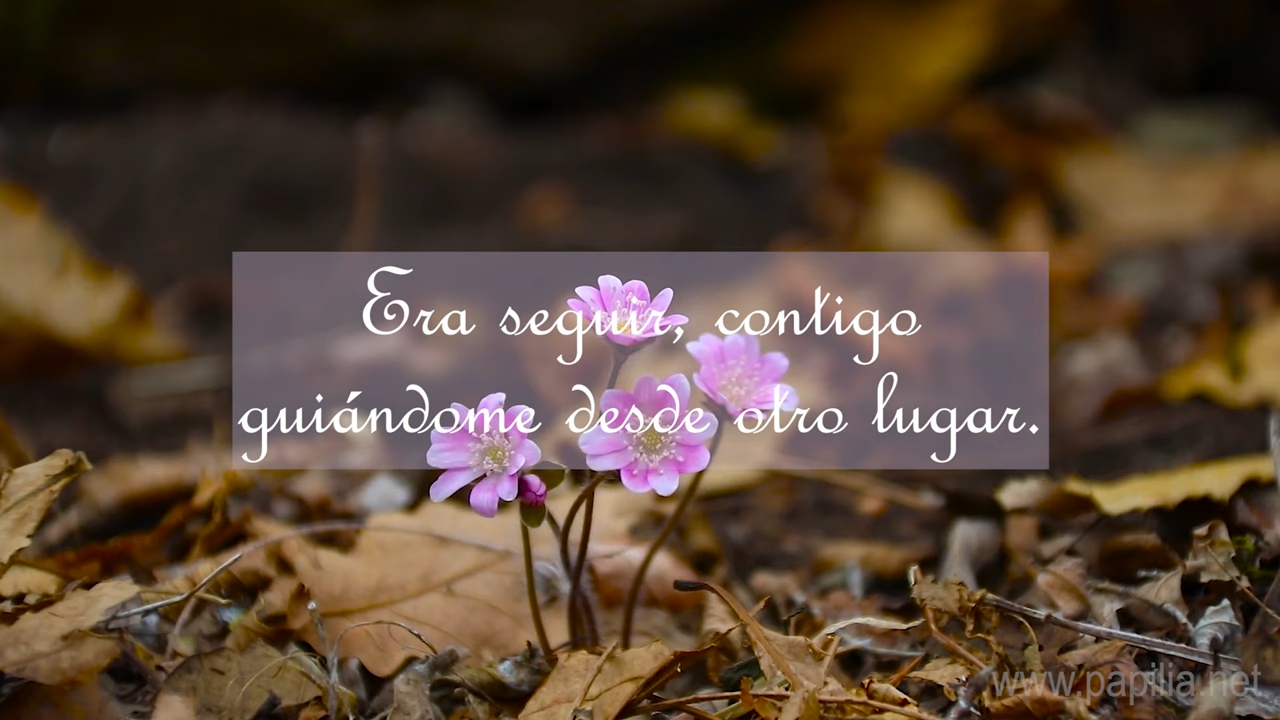 Era seguir, contigo
guiándome desde otro lugar.
www.papilia.net